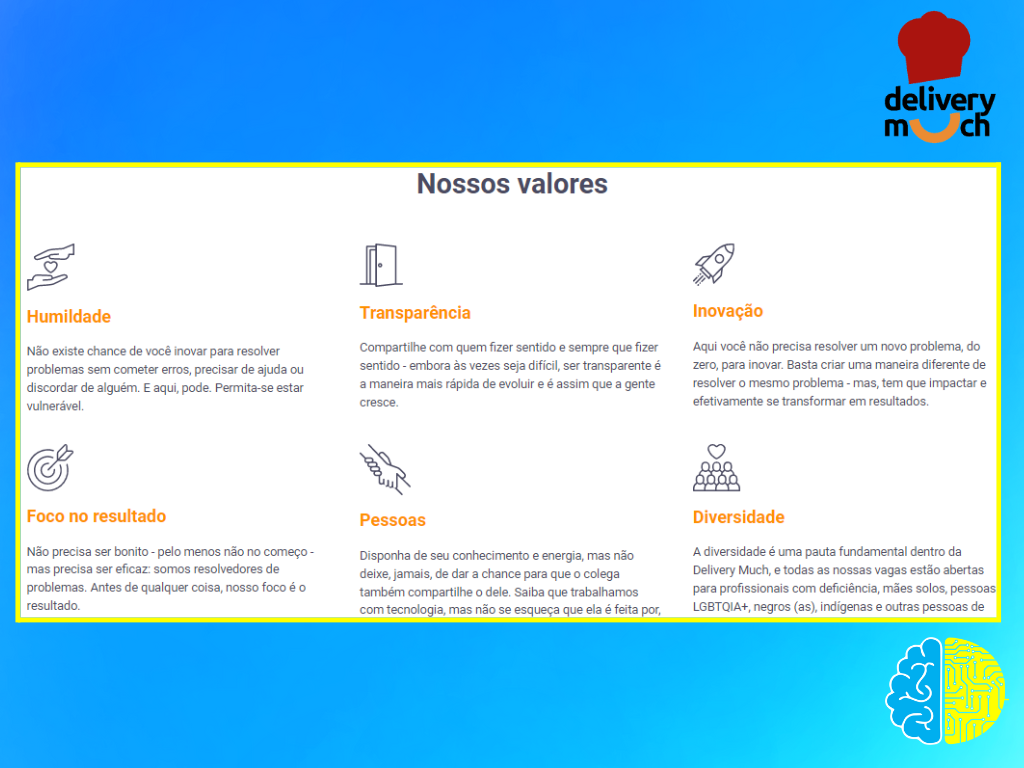 delivery
much
Nossos valores
Humildade
Não existe chance de você inovar para resolver
problemas sem cometer erros, precisar de ajuda ou
discordar de alguém. E aqui, pode. Permita-se estar
vulnerável.
Transparência
Compartilhe com quem fizer sentido e sempre que fizer
sentido - embora às vezes seja difícil, ser transparente é
a maneira mais rápida de evoluir e é assim que a gente
cresce.
Inovação
Aqui você não precisa resolver um novo problema, do
zero, para inovar. Basta criar uma maneira diferente de
resolver o mesmo problema - mas, tem que impactar e
efetivamente se transformar em resultados.
Foco no resultado
Não precisa ser bonito - pelo menos não no começo -
mas precisa ser eficaz: somos resolvedores de
problemas. Antes de qualquer coisa, nosso foco é o
resultado.
Pessoas
Disponha de seu conhecimento e energia, mas não
deixe, jamais, de dar a chance para que o colega
também compartilhe o dele. Saiba que trabalhamos
com tecnologia, mas não se esqueça que ela é feita por,
Diversidade
A diversidade é uma pauta fundamental dentro da
Delivery Much, e todas as nossas vagas estão abertas
para profissionais com deficiência, mães solos, pessoas
LGBTQIA+, negros (as), indígenas e outras pessoas de